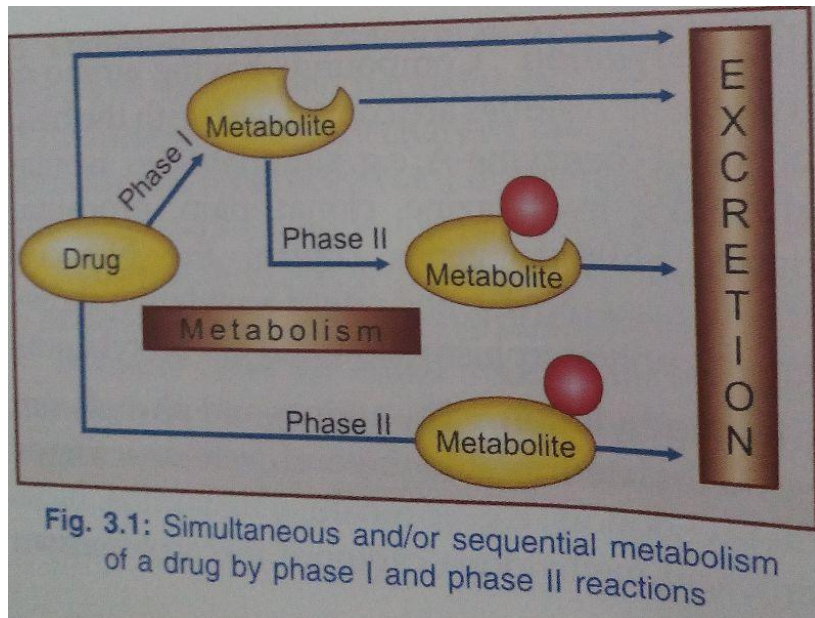 EXCRETION
Metabolite
Phase I
Drug
Phase II
Metabolite
Metabolism
Phase II
Metabolite
Fig. 3.1: Simultaneous and/or sequential metabolism
of a drug by phase I and phase II reactions